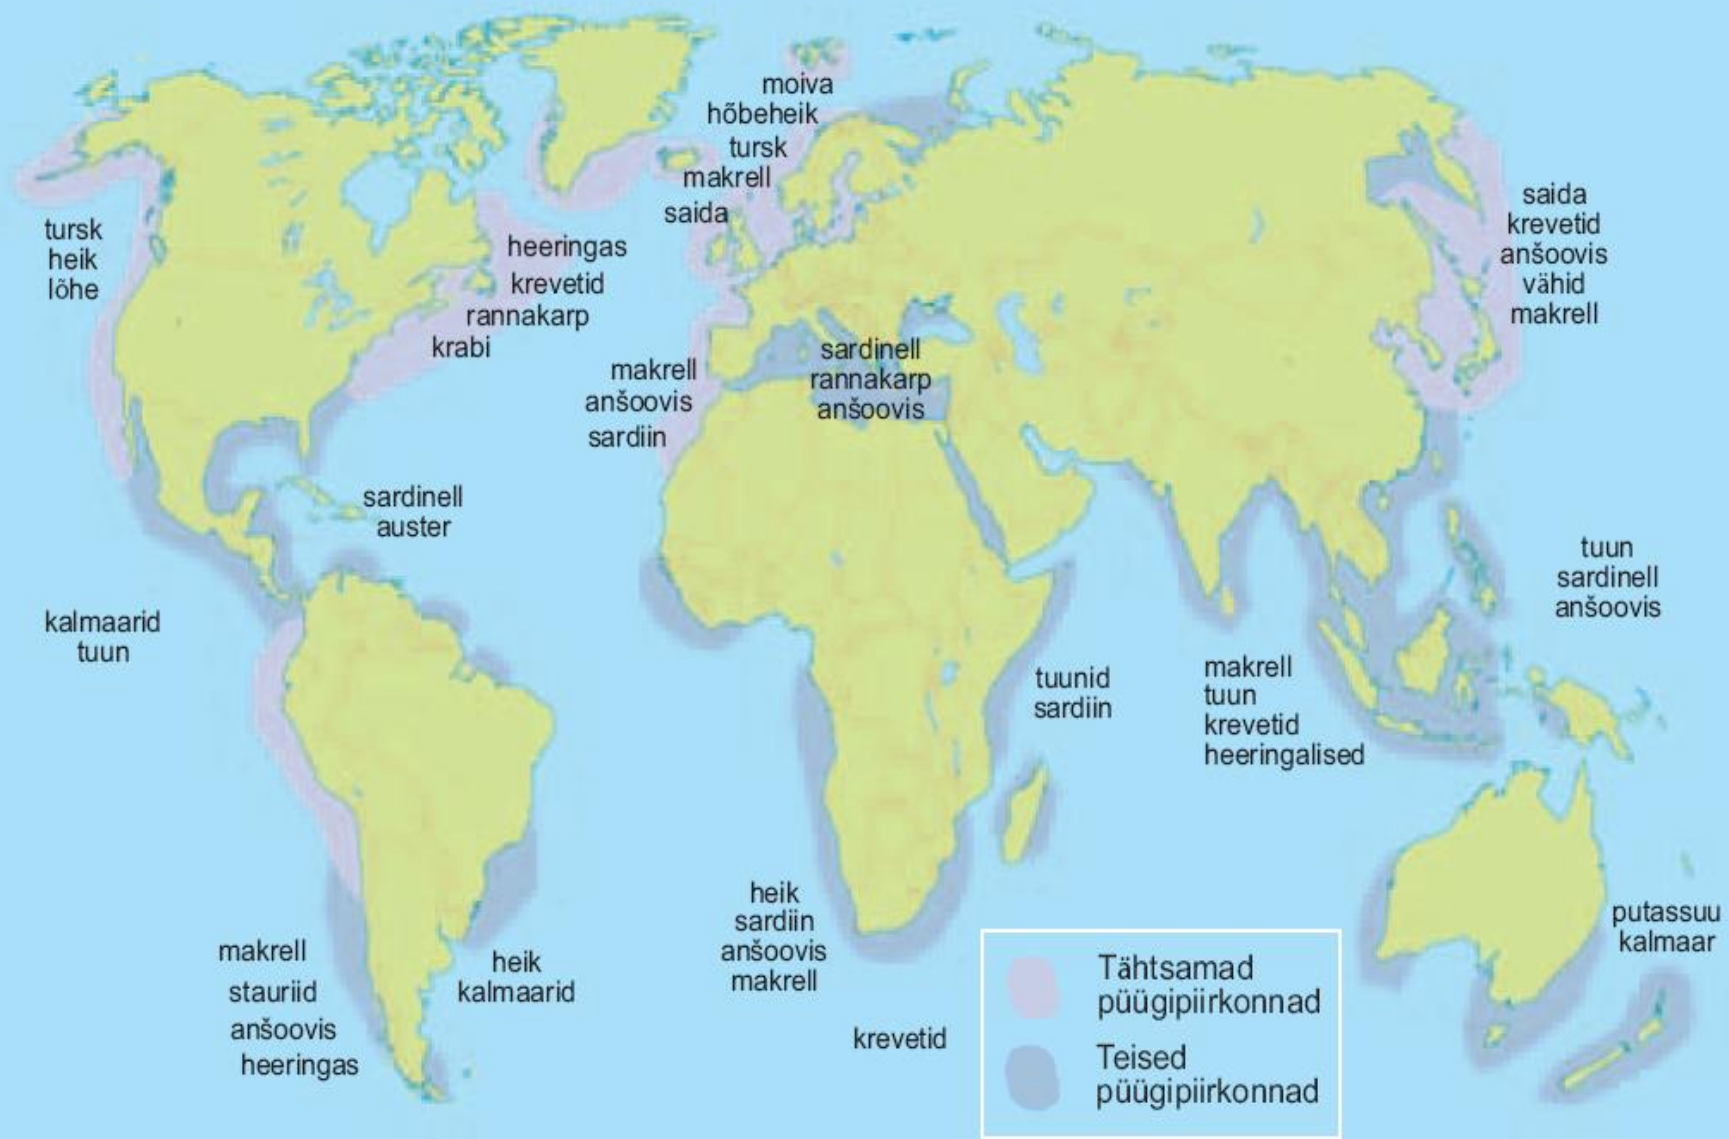 moiva
hõbeheik
tursk
makrell
saida
tursk
heik
lõhe
heeringas
krevetid
rannakarp
krabi
makrell
anšoovis
sardiin
sardinell
rannakarp
anšoovis
saida
krevetid
anšoovis
vähid
makrell
sardinell
auster
kalmaarid
tuun
tuunid
sardiin
makrell
tuun
krevetid
heeringalised
tuun
sardinell
anšoovis
makrell
stauriid
anšoovis
heeringas
heik
kalmaarid
heik
sardiin
anšoovis
makrell
krevetid
putassuu
kalmaar
Tähtsamad
püügipiirkonnad
Teised
püügipiirkonnad